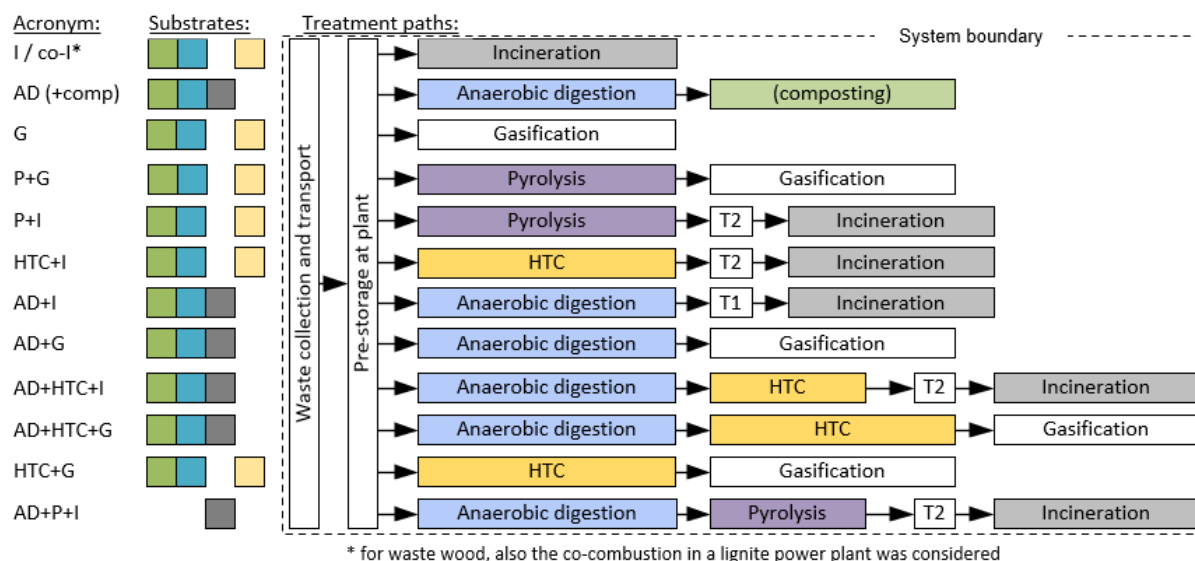 Acronym: Substrates: Treatment paths:
System boundary
Waste collection and transport
Pre-storage at plant
I / co-I* Incineration
AD (+comp) Anaerobic digestion (composting)
G Gasification
P+G Pyrolysis Gasification
P+I Pyrolysis T2 Incineration
HTC+I HTC T2 Incineration
AD+I Anaerobic digestion T1 Incineration
AD+G Anaerobic digestion Gasification
AD+HTC+I Anaerobic digestion HTC T2 Incineration
AD+HTC+G Anaerobic digestion HTC Gasification
HTC+G HTC Gasification
AD+P+I Anaerobic digestion Pyrolysis T2 Incineration
* for waste wood, also the co-combustion in a lignite power plant was considered